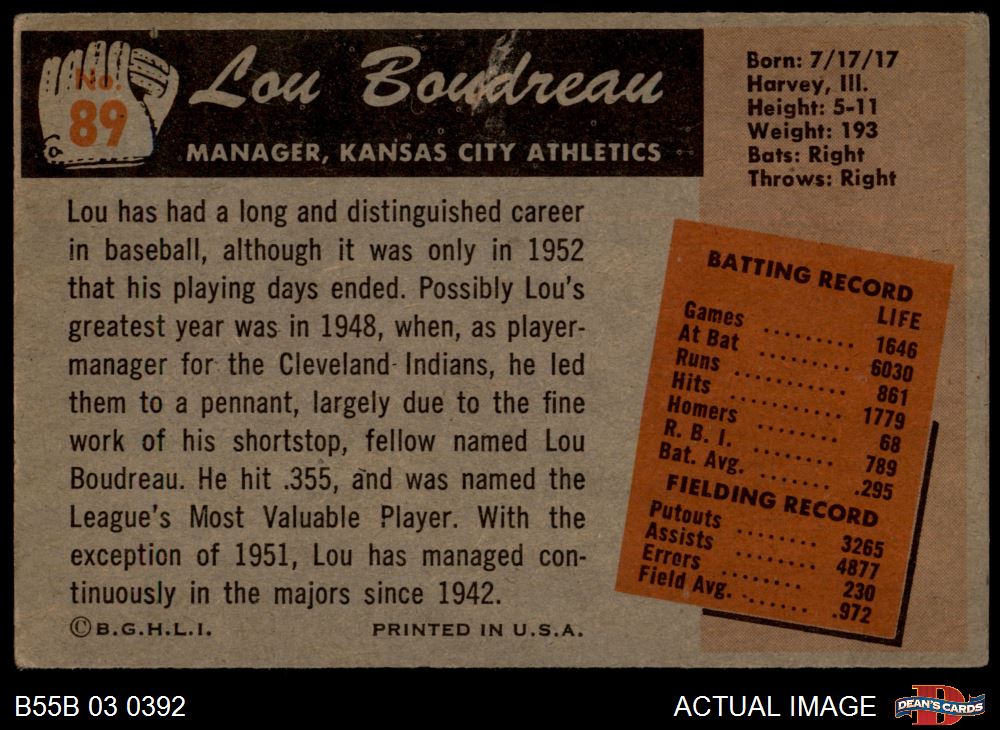 No.
89
Lou Boudreau
MANAGER, KANSAS CITY ATHLETICS
Born: 7/17/17
Harvey, Ill.
Height: 5-11
Weight: 193
Bats: Right
Throws: Right
Lou has had a long and distinguished career
in baseball, although it was only in 1952
that his playing days ended. Possibly Lou's
greatest year was in 1948, when, as player-
manager for the Cleveland Indians, he led
them to a pennant, largely due to the fine
work of his shortstop, fellow named Lou
Boudreau. He hit .355, and was named the
League's Most Valuable Player. With the
exception of 1951, Lou has managed con-
tinuously in the majors since 1942.
©B.G.H.L.I. PRINTED IN U.S.A.
BATTING RECORD
LIFE
Games ......... 1646
At Bat ......... 6030
Runs ........... 861
Hits ........... 1779
Homers ........ 68
R. B. I. ........ 789
Bat. Avg. ....... .295
FIELDING RECORD
Putouts ........ 3265
Assists ........ 4877
Errors ......... 230
Field Avg. ....... .972
B55B 03 0392
ACTUAL IMAGE
D
DEAN'S CARDS